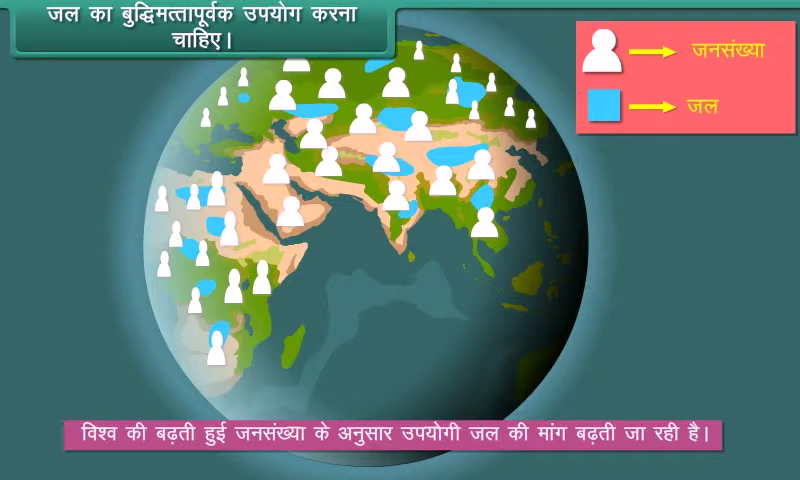 जल का बुद्धिमत्तापूर्वक उपयोग करना
चाहिए।
जनसंख्या
जल
विश्व की बढ़ती हुई जनसंख्या के अनुसार उपयोगी जल की मांग बढ़ती जा रही है।